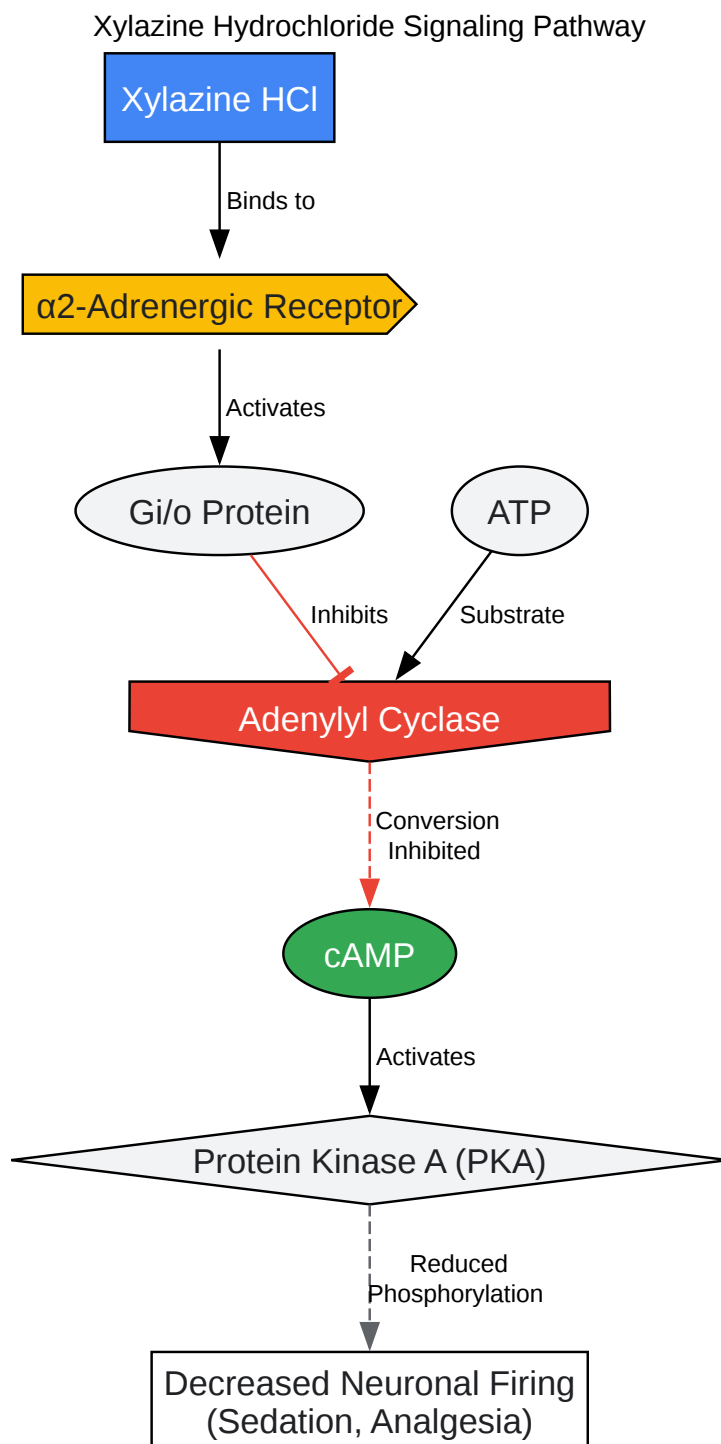 Xylazine Hydrochloride Signaling Pathway
Xylazine HCl
Binds to
α2-Adrenergic Receptor
Activates
Gi/o Protein
ATP
Inhibits
Substrate
Adenylyl Cyclase
Conversion
Inhibited
cAMP
Activates
Protein Kinase A (PKA)
Reduced
Phosphorylation
Decreased Neuronal Firing
(Sedation, Analgesia)